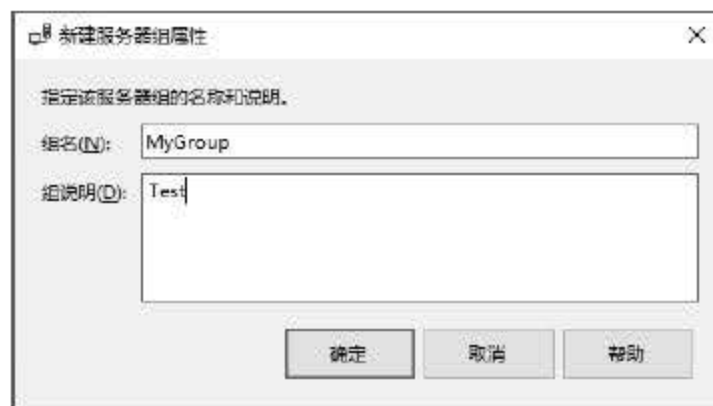 新建服务器组属性
指定该服务器组的名称和说明。
组名(N): MyGroup
组说明(D): Test
确定 取消 帮助